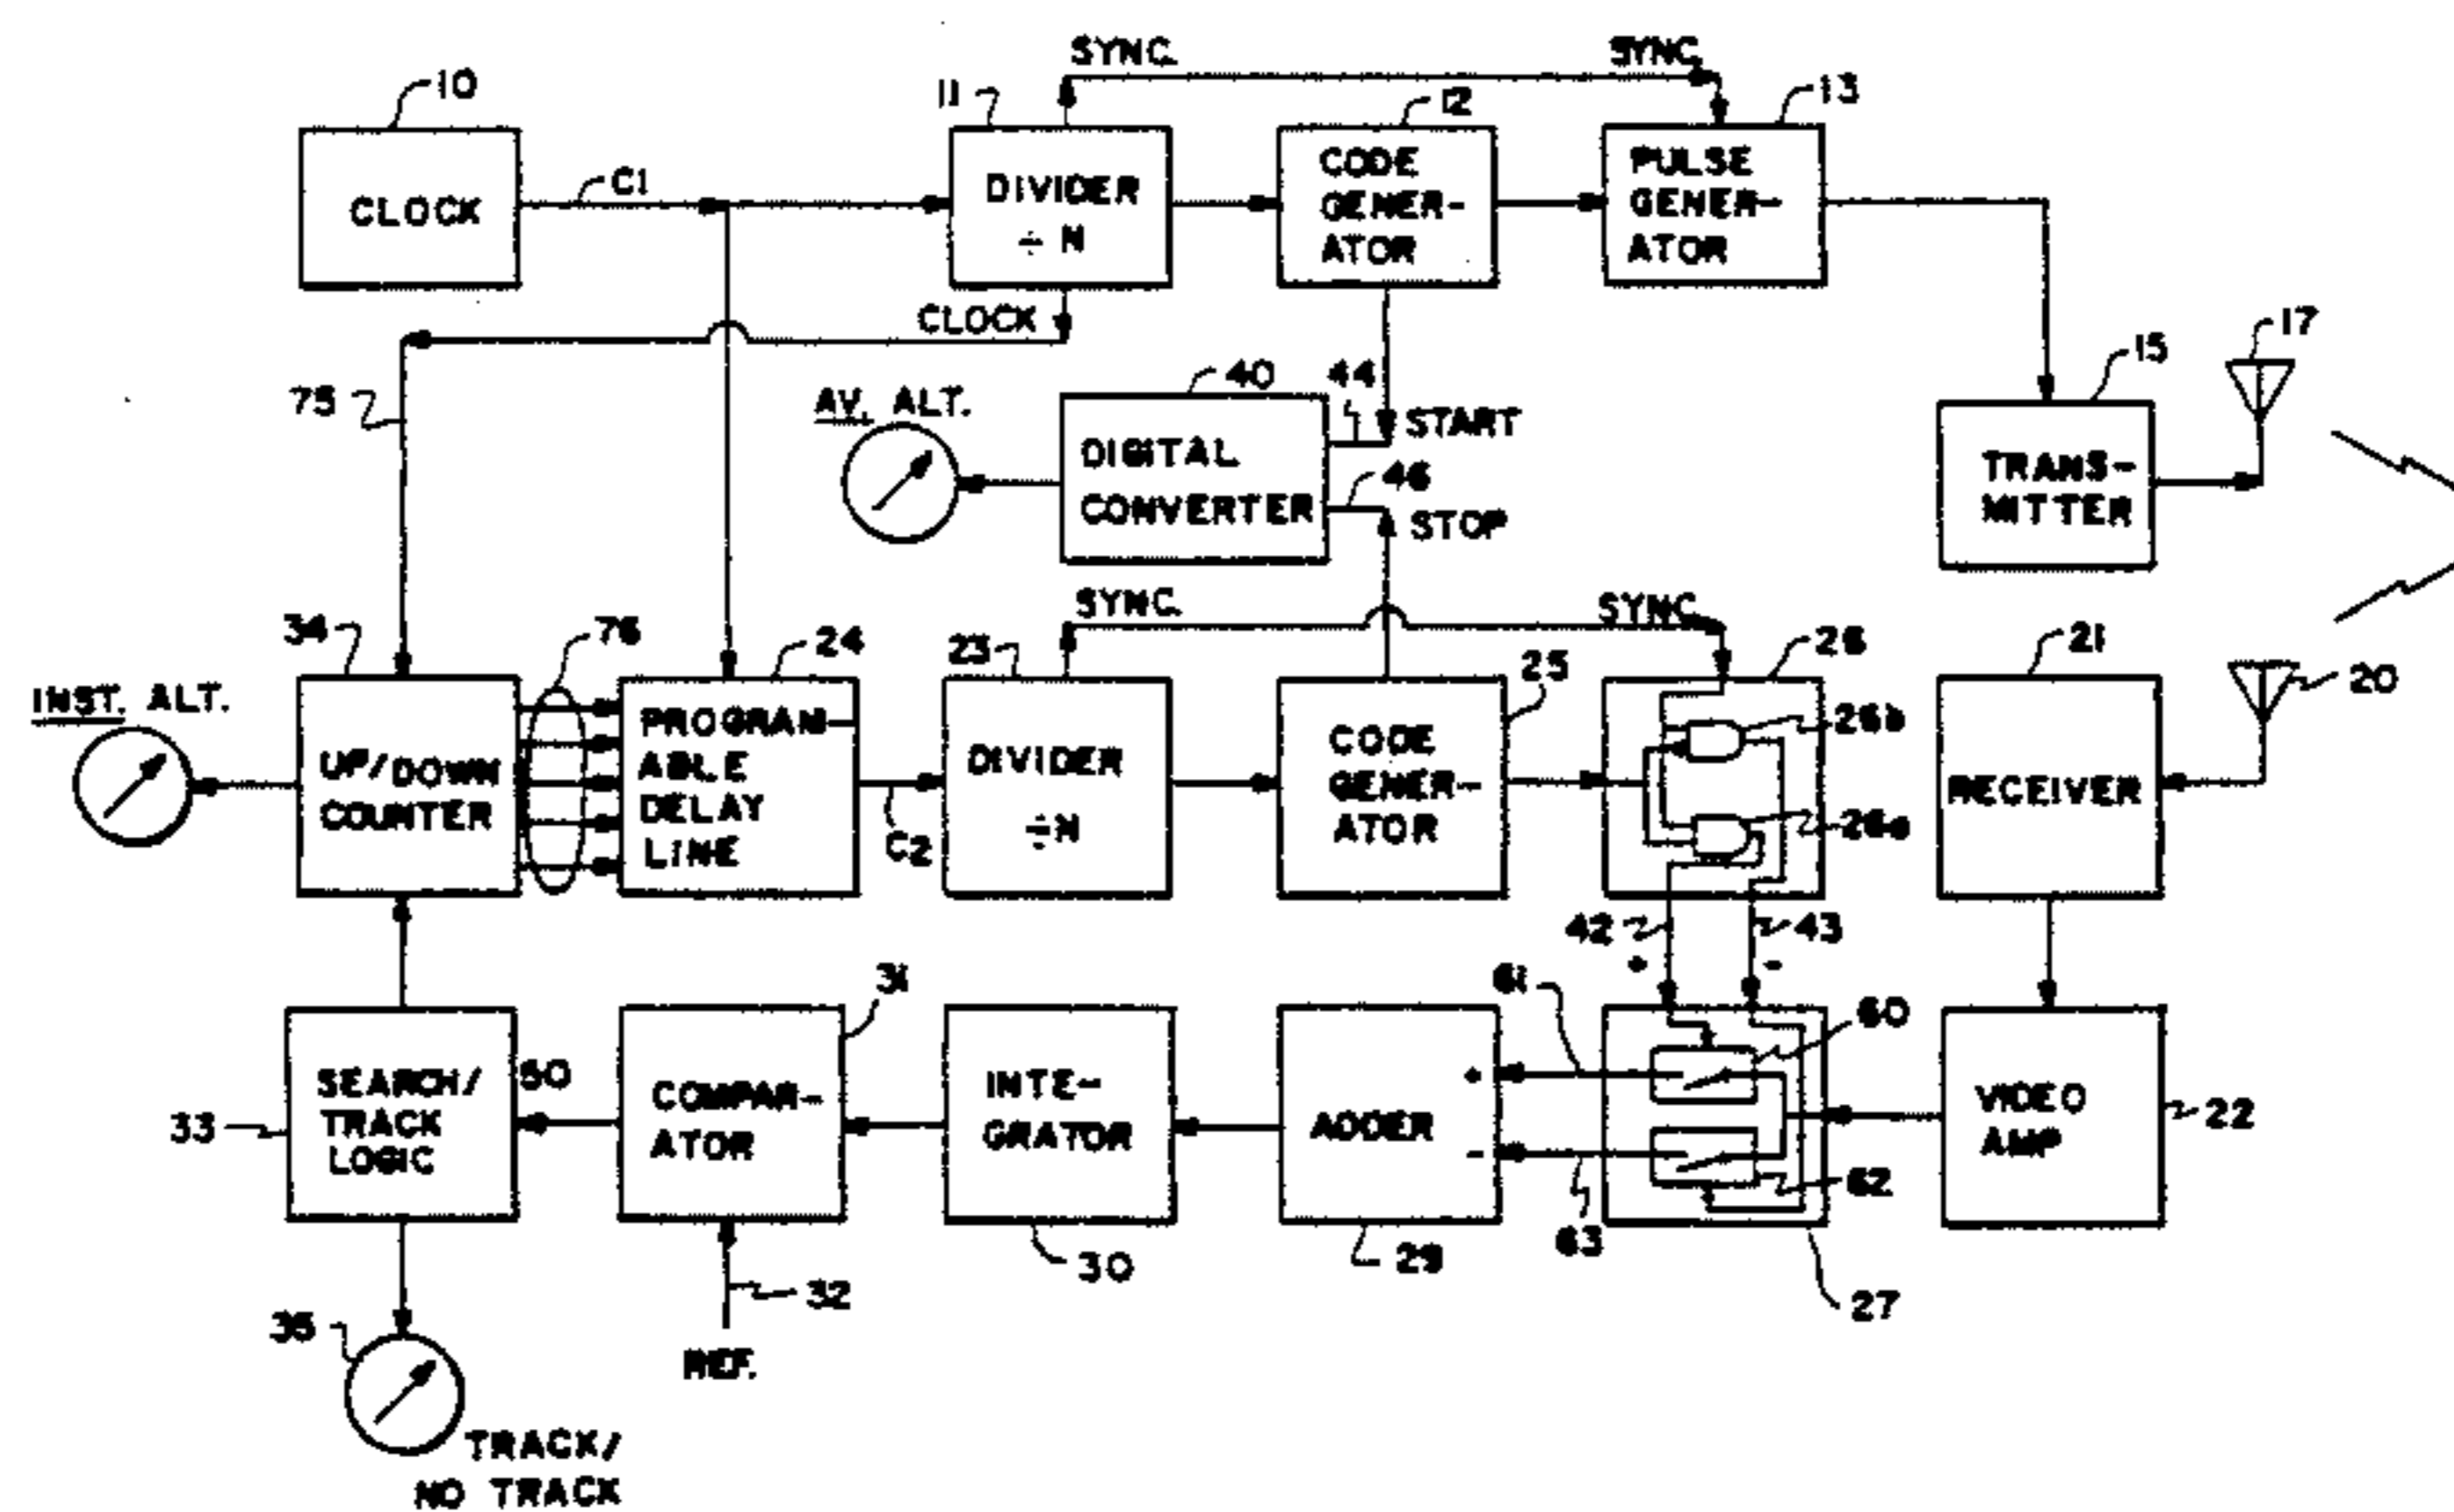 SYNC. SYNC.
10 11 12 13
CLOCK
C1
DIVIDER
÷ N
CODE
GENER-
ATOR
PULSE
GENER-
ATOR
CLOCK
75
AV. ALT.
40
44
START
DIGITAL
CONVERTER
46
STOP
15
17
TRANS-
MITTER
SYNC. SYNC.
34
76
24
23
25
26
21
20
INST. ALT.
UP/DOWN
COUNTER
PROGRAM-
ABLE
DELAY
LINE
C2
DIVIDER
÷N
CODE
GENER-
ATOR
26b
26a
RECEIVER
42
43
+ -
31
61
60
33
SEARCH/
TRACK
LOGIC
50
COMPAR-
ATOR
INTE-
GRATOR
ADDER
+
-
VIDEO
AMP
22
62
63
30
29
27
32
REF.
35
TRACK/
NO TRACK